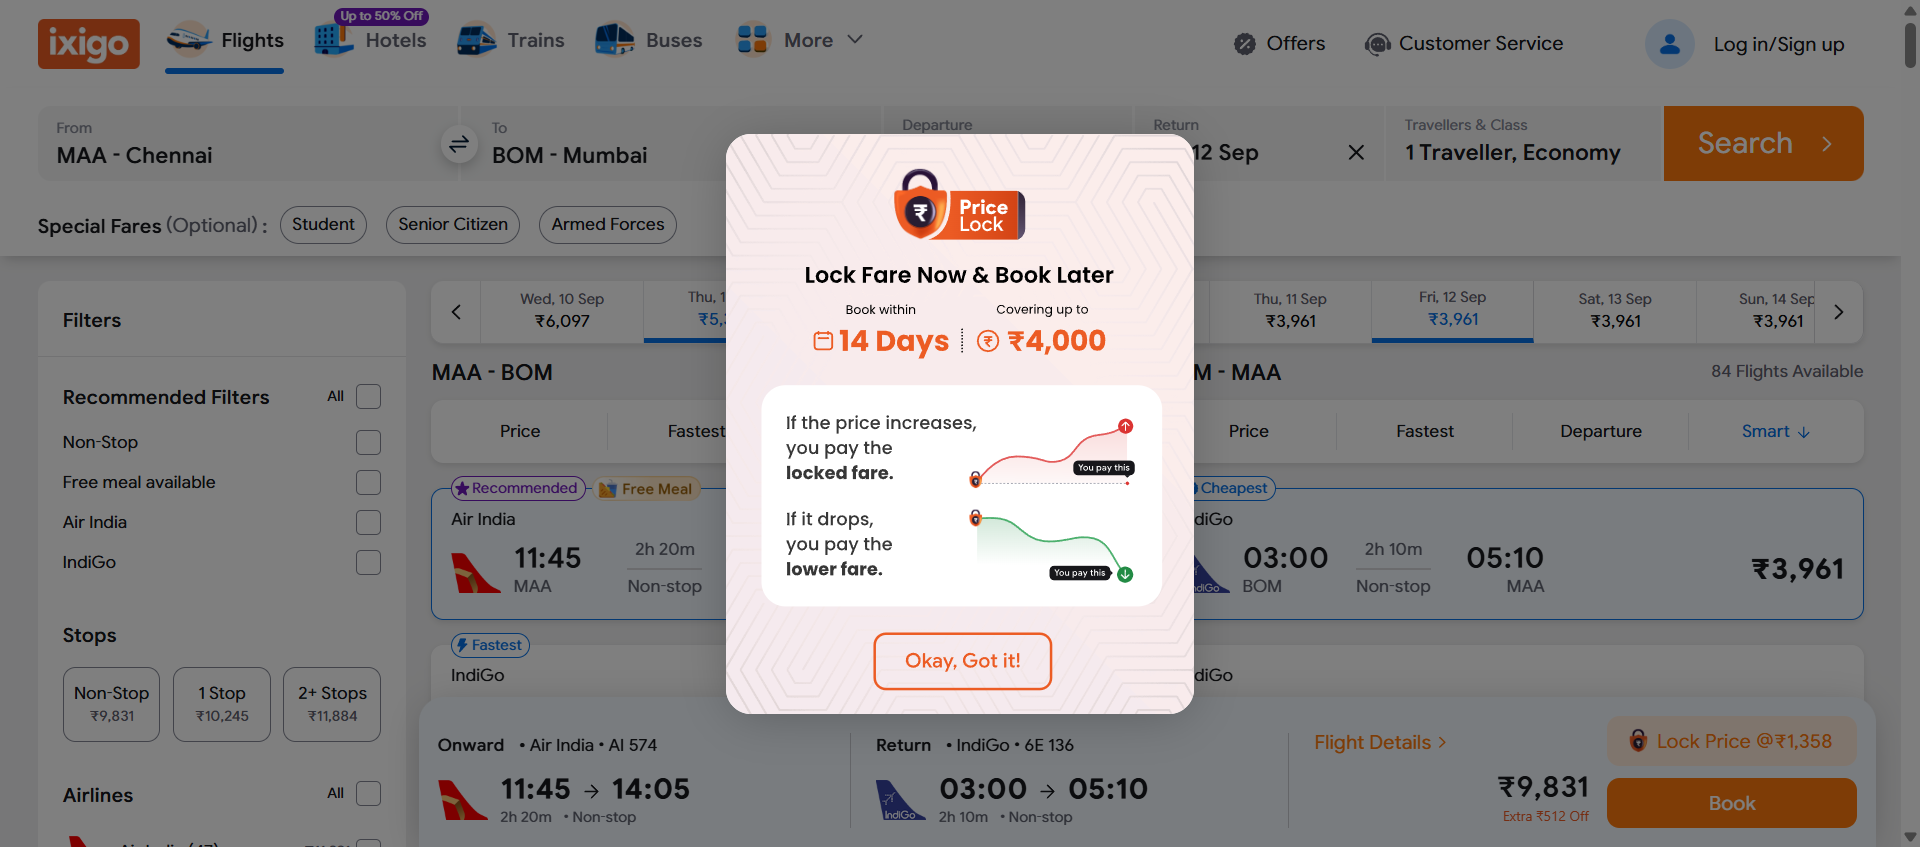 ixigo
Flights
Up to 50% Off
Hotels
Trains
Buses
More
Offers
Customer Service
Log in/Sign up
From
MAA - Chennai
To
BOM - Mumbai
Departure
Return
12 Sep
Travellers & Class
1 Traveller, Economy
Search
Special Fares (Optional) :
Student
Senior Citizen
Armed Forces
Price
Lock
Lock Fare Now & Book Later
Book within
14 Days
Covering up to
₹4,000
If the price increases,
you pay the
locked fare.
You pay this
If it drops,
you pay the
lower fare.
You pay this
Okay, Got it!
Filters
Recommended Filters
All
Non-Stop
Free meal available
Air India
IndiGo
Stops
Non-Stop
₹9,831
1 Stop
₹10,245
2+ Stops
₹11,884
Airlines
All
Wed, 10 Sep
₹6,097
Thu, 1
₹5,3
Thu, 11 Sep
₹3,961
Fri, 12 Sep
₹3,961
Sat, 13 Sep
₹3,961
Sun, 14 Sep
₹3,961
MAA - BOM
M - MAA
84 Flights Available
Price
Fastest
Price
Fastest
Departure
Smart
Recommended
Free Meal
Air India
11:45
MAA
2h 20m
Non-stop
Cheapest
diGo
IndiGo
03:00
BOM
2h 10m
Non-stop
05:10
MAA
₹3,961
Fastest
IndiGo
diGo
Onward • Air India • AI 574
11:45 → 14:05
2h 20m • Non-stop
Return • IndiGo • 6E 136
IndiGo
03:00 → 05:10
2h 10m • Non-stop
Flight Details
₹9,831
Extra ₹512 Off
Lock Price @₹1,358
Book